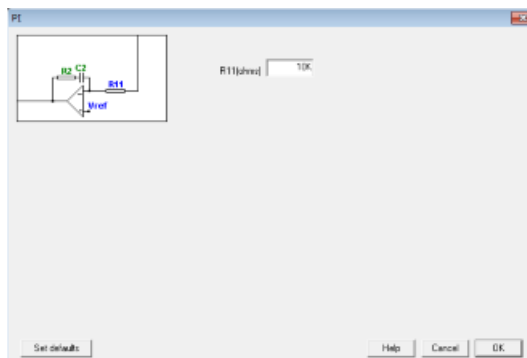 PI
R2 C2
R11
Vref
R11(ohms) 10K
Set defaults
Help Cancel OK